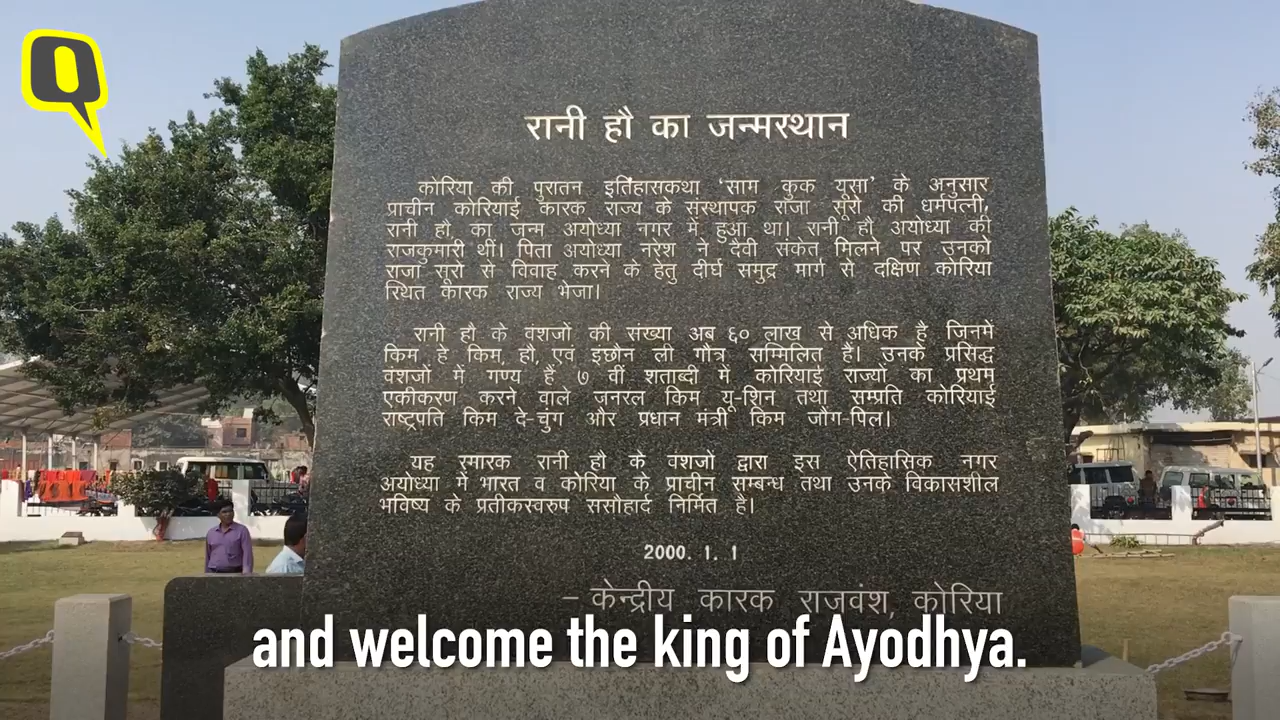 Q
रानी हौ का जन्मस्थान
कोरिया की पुरातन इतिहासकथा 'साम कुक यूसा' के अनुसार
प्राचीन कोरियाई कारक राज्य के संस्थापक राजा सूरो की धर्मपत्नी,
रानी हौ, का जन्म अयोध्या नगर में हुआ था। रानी हौ अयोध्या की
राजकुमारी थीं। पिता अयोध्या नरेश ने दैवी संकेत मिलने पर उनको
राजा सूरो से विवाह करने के हेतु दीर्घ समुद्र मार्ग से दक्षिण कोरिया
स्थित कारक राज्य भेजा।
रानी हौ के वंशजों की संख्या अब ६० लाख से अधिक है जिनमें
किम हे किम, हौ, एवं इछौन ली गौत्र सम्मिलित हैं। उनके प्रसिद्ध
वंशजों में गण्य हैं ७ वीं शताब्दी में कोरियाई राज्यों का प्रथम
एकीकरण करने वाले जनरल किम यू-शिन तथा सम्प्रति कोरियाई
राष्ट्रपति किम दे-चुंग और प्रधान मंत्री किम जौंग-पिल।
यह स्मारक रानी हौ के वंशजों द्वारा इस ऐतिहासिक नगर
अयोध्या में भारत व कोरिया के प्राचीन सम्बन्ध तथा उनके विकासशील
भविष्य के प्रतीकस्वरुप ससौहार्द निर्मित है।
2000. 1. 1
– केन्द्रीय कारक राजवंश, कोरिया
and welcome the king of Ayodhya.